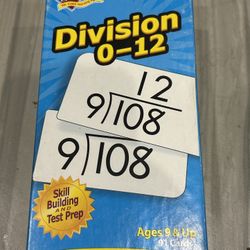 Division
0–12
12
9)108
9)108
Skill
Building
AND
Test Prep
Ages 9 & Up
91 Cards